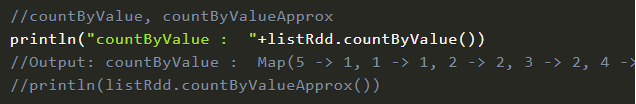 //countByValue, countByValueApprox
println("countByValue :  "+listRdd.countByValue())
//Output: countByValue :  Map(5 -> 1, 1 -> 1, 2 -> 2, 3 -> 2, 4 ->
//println(listRdd.countByValueApprox())